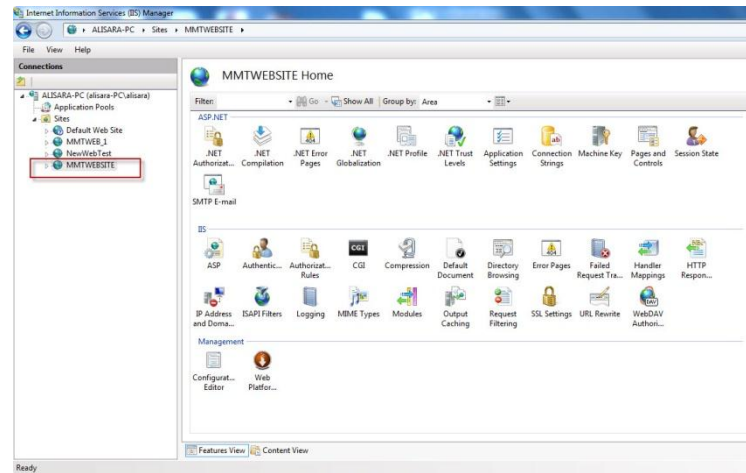 Internet Information Services (IIS) Manager
ALISARA-PC ▸ Sites ▸ MMTWEBSITE ▸
File View Help
Connections
ALISARA-PC (alisara-PC\alisara)
Application Pools
Sites
Default Web Site
MMTWEB_1
NewWebTest
MMTWEBSITE
MMTWEBSITE Home
Filter: Go Show All Group by: Area
ASP.NET
.NET Authorizat... .NET Compilation .NET Error Pages .NET Globalization .NET Profile .NET Trust Levels Application Settings Connection Strings Machine Key Pages and Controls Session State
SMTP E-mail
IIS
ASP Authentic... Authorizat... Rules CGI Compression Default Document Directory Browsing Error Pages Failed Request Tra... Handler Mappings HTTP Respon...
IP Address and Doma... ISAPI Filters Logging MIME Types Modules Output Caching Request Filtering SSL Settings URL Rewrite WebDAV Authori...
Management
Configurat... Editor Web Platfor...
Features View Content View
Ready